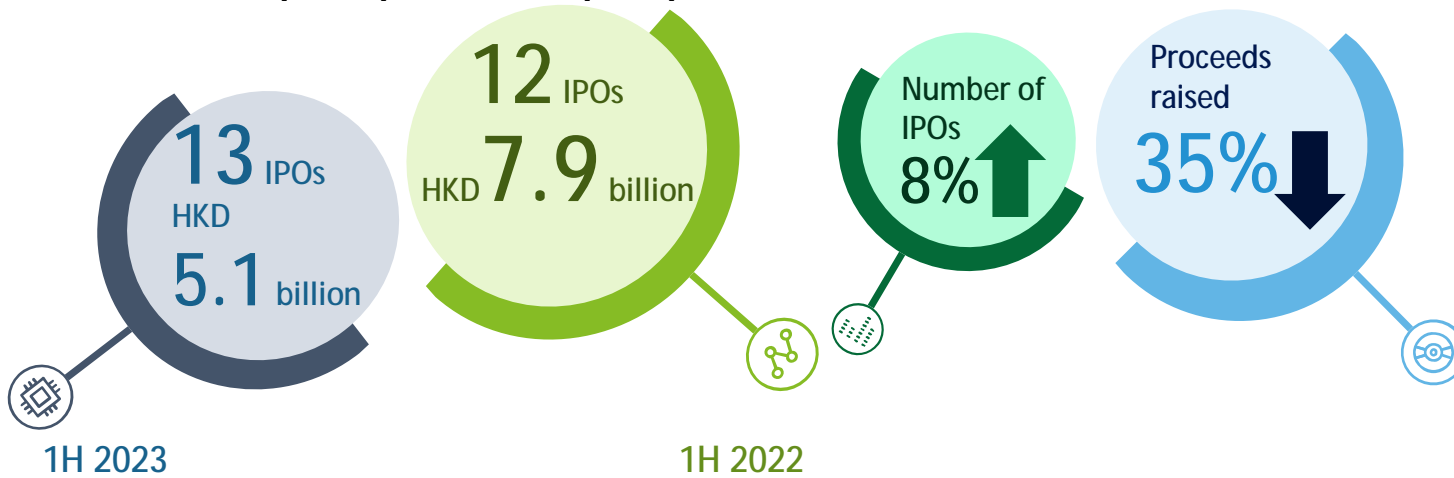 13 IPOs
HKD
5.1 billion
12 IPOs
HKD 7.9 billion
Number of
IPOs
8%
Proceeds
raised
35%
1H 2023
1H 2022